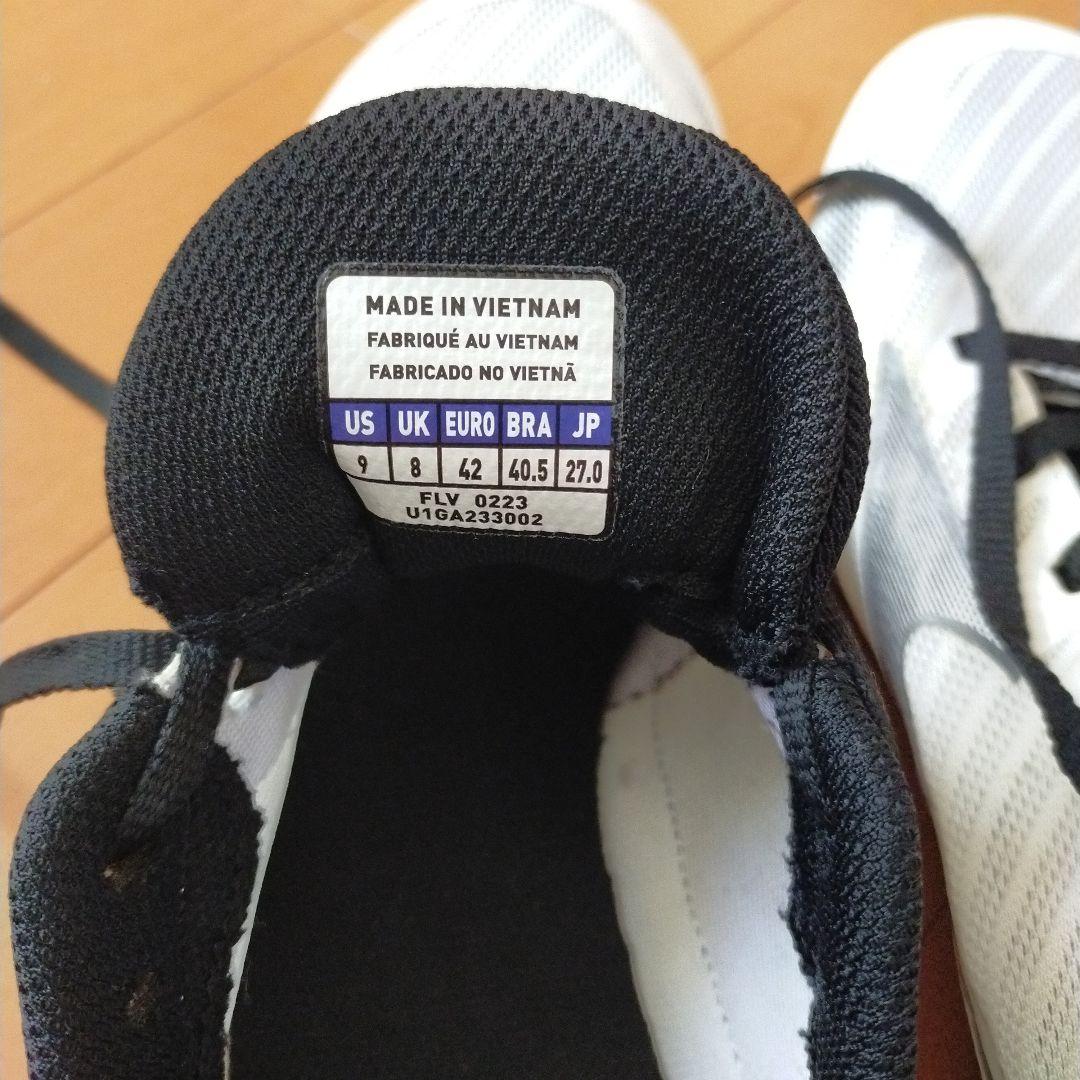 MADE IN VIETNAM
FABRIQUÉ AU VIETNAM
FABRICADO NO VIETNÃ
US UK EURO BRA JP
9 8 42 40.5 27.0
FLV 0223
U1GA233002